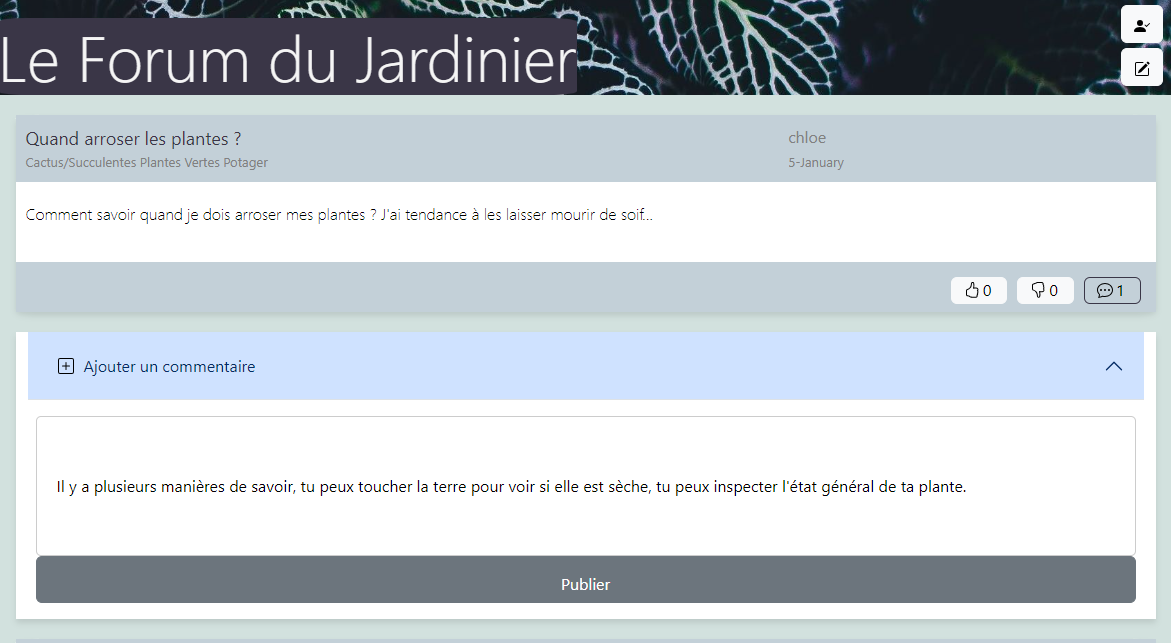 Le Forum du Jardinier
Quand arroser les plantes ?
chloe
Cactus/Succulentes Plantes Vertes Potager
5-January
Comment savoir quand je dois arroser mes plantes ? J'ai tendance à les laisser mourir de soif...
0
0
1
Ajouter un commentaire
Il y a plusieurs manières de savoir, tu peux toucher la terre pour voir si elle est sèche, tu peux inspecter l'état général de ta plante.
Publier